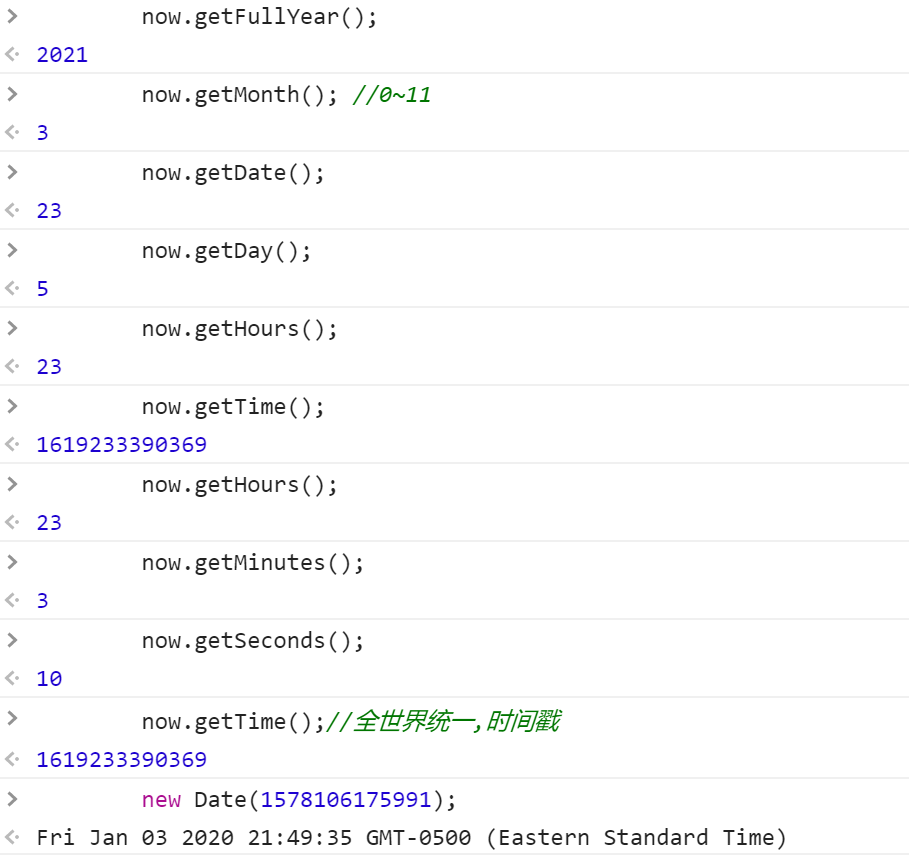 now.getFullYear();
2021
now.getMonth(); //0~11
3
now.getDate();
23
now.getDay();
5
now.getHours();
23
now.getTime();
1619233390369
now.getHours();
23
now.getMinutes();
3
now.getSeconds();
10
now.getTime();//全世界统一,时间戳
1619233390369
new Date(1578106175991);
Fri Jan 03 2020 21:49:35 GMT-0500 (Eastern Standard Time)